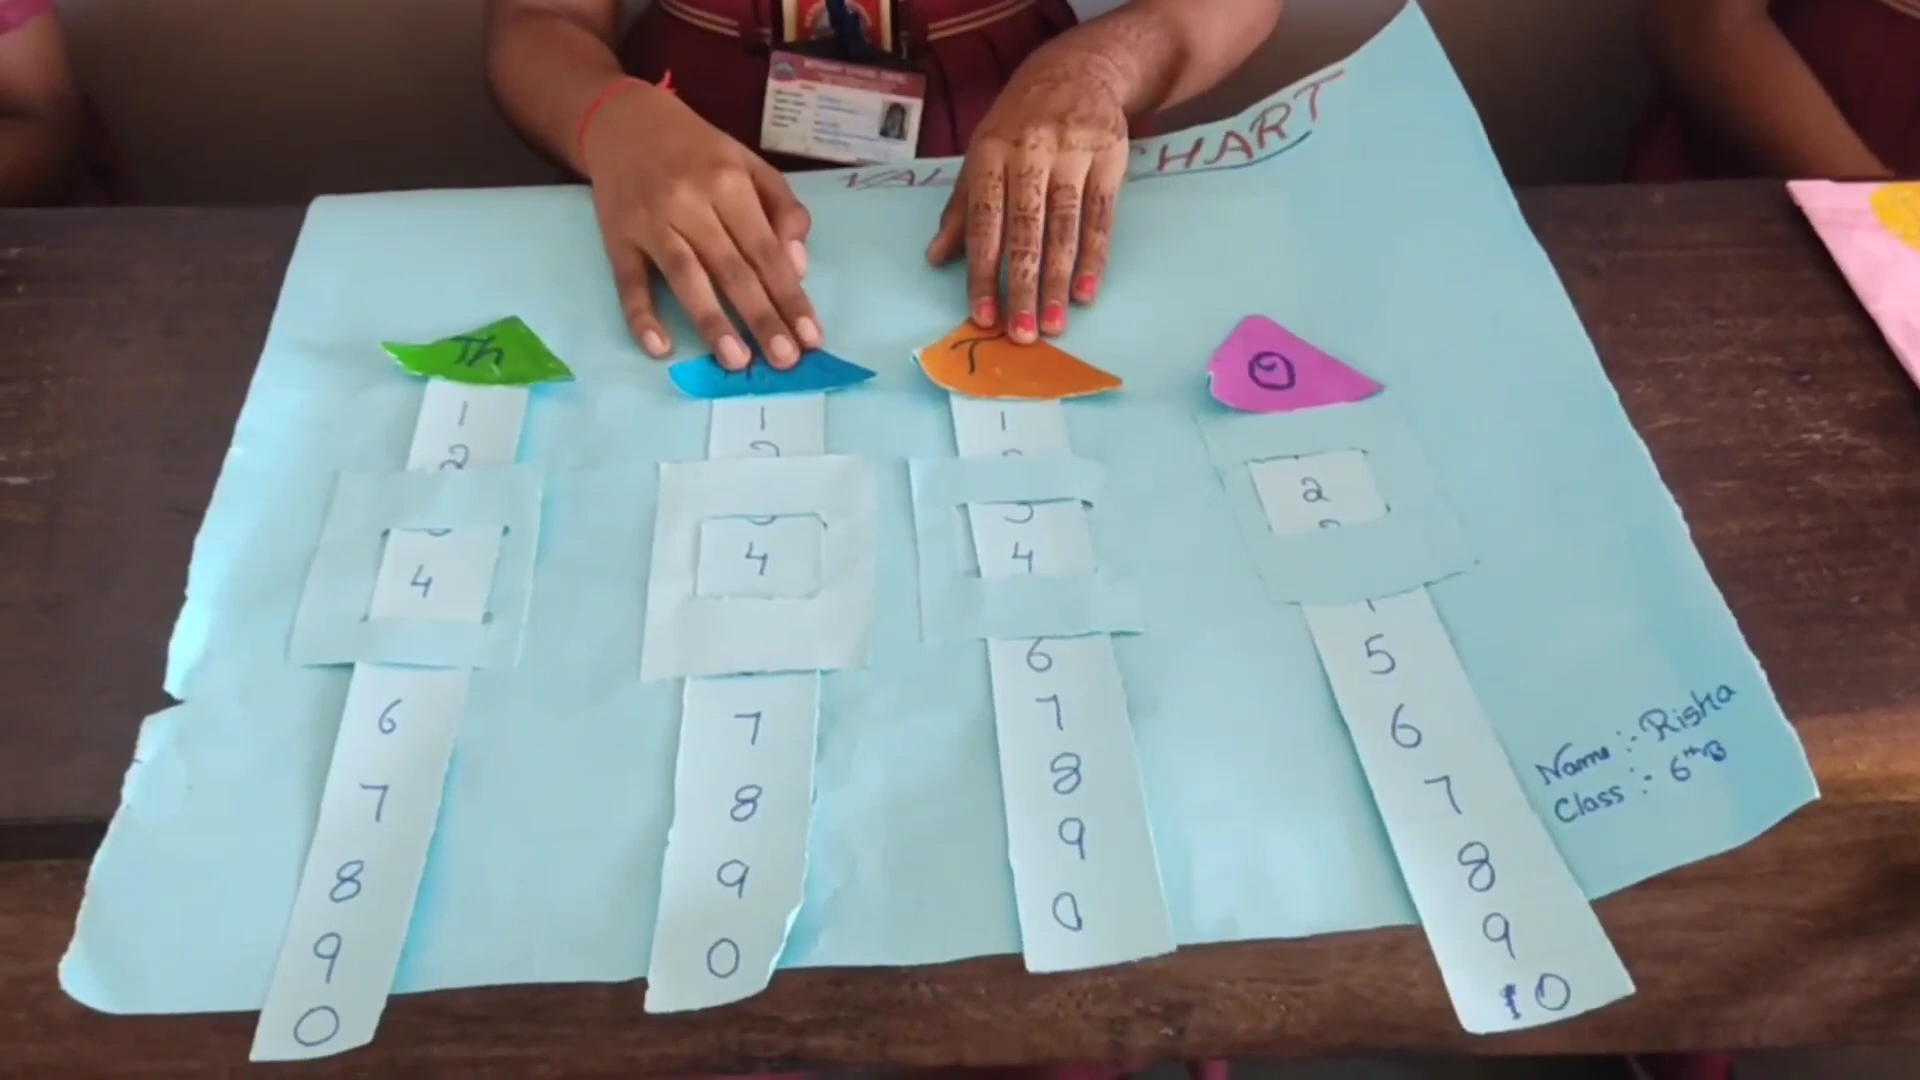 CHART
Th T O
1 1 1
2
4 4 4 2
6 7 6 5
7 8 7 6
8 9 8 7
9 0 9 8
0 0 9
10
Name :- Risha
Class :- 6th B